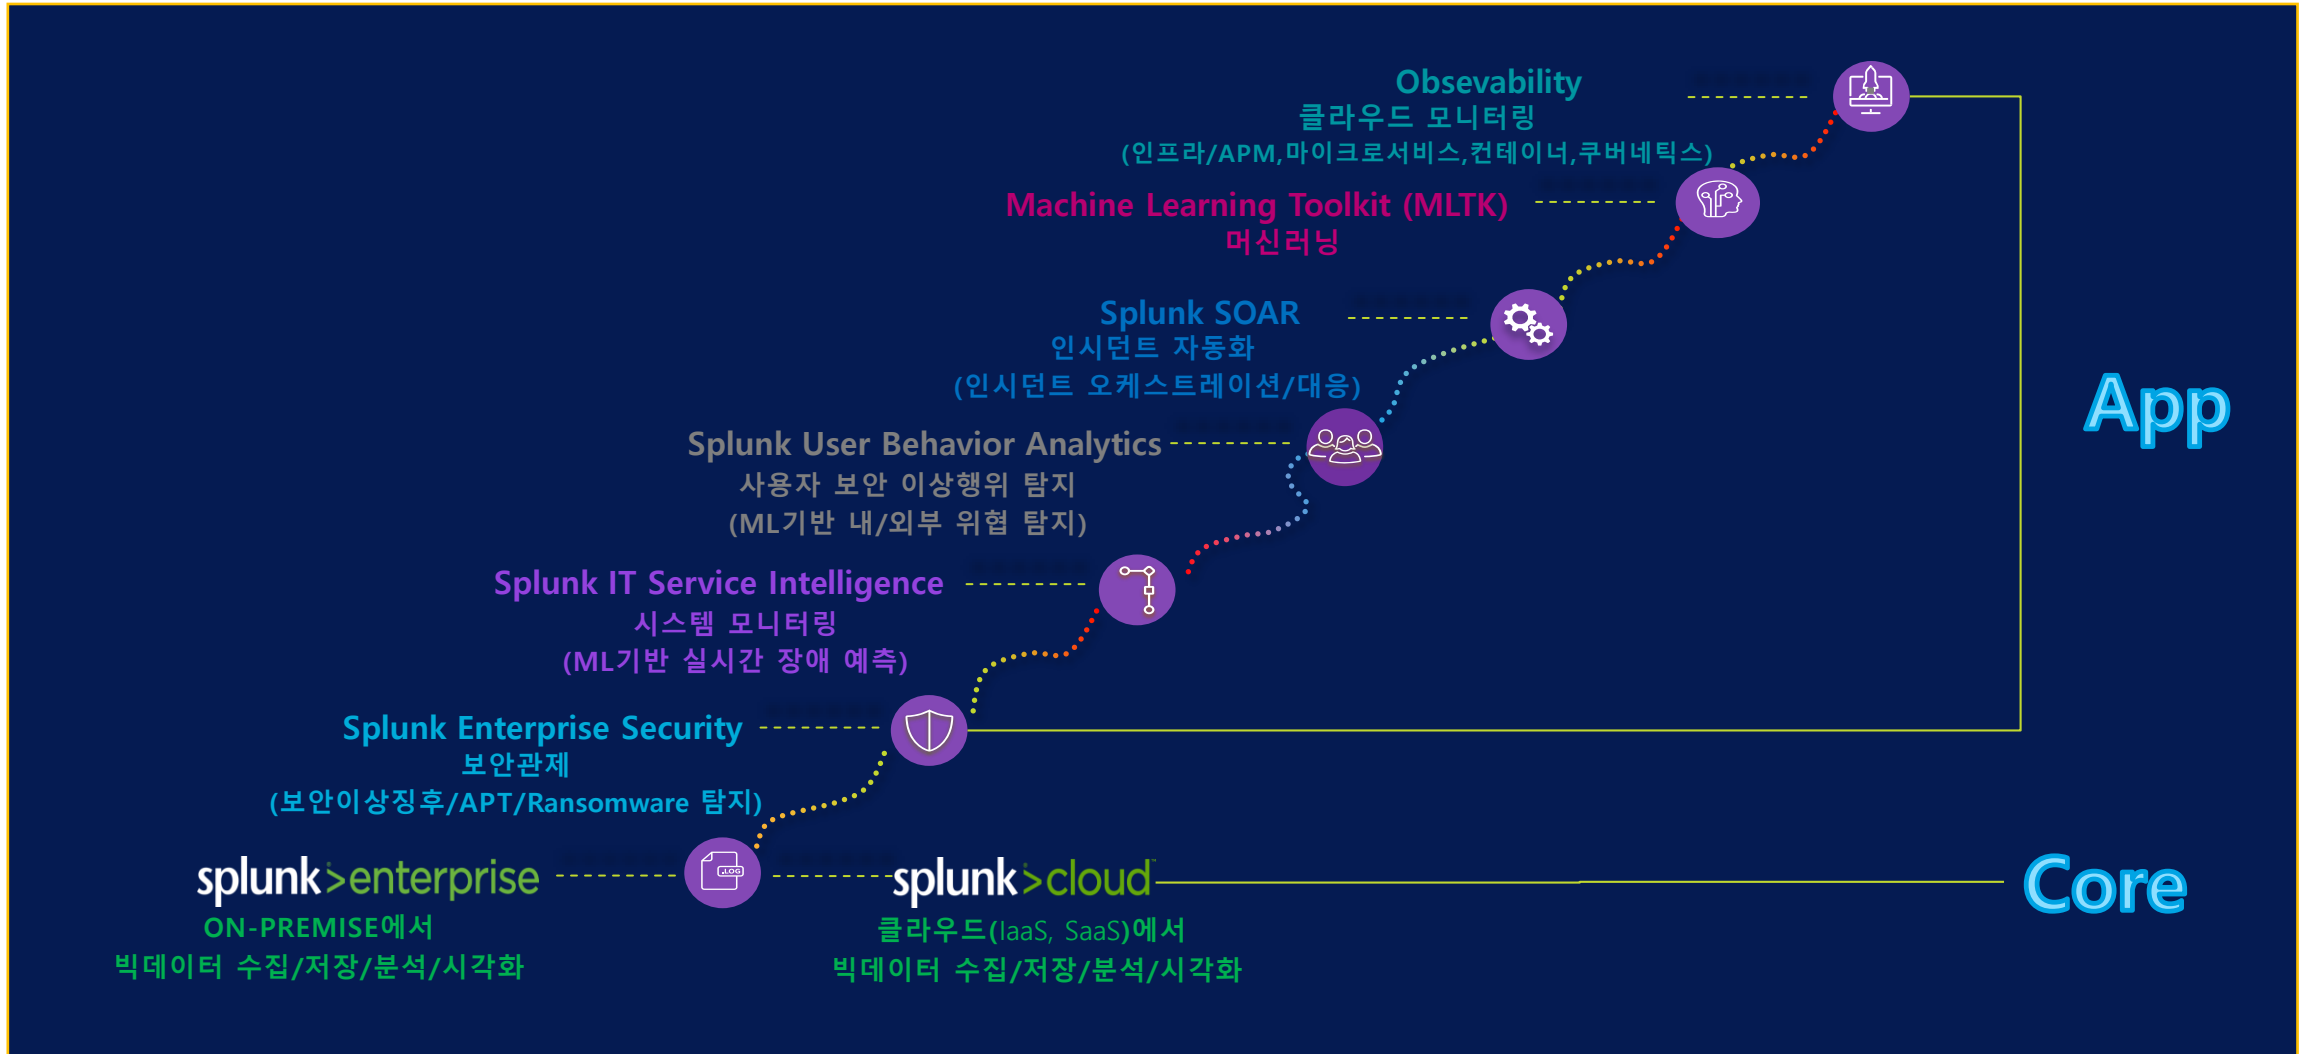 Obsevability
클라우드 모니터링
(인프라/APM,마이크로서비스,컨테이너,쿠버네틱스)
Machine Learning Toolkit (MLTK)
머신러닝
Splunk SOAR
인시던트 자동화
(인시던트 오케스트레이션/대응)
App
Splunk User Behavior Analytics
사용자 보안 이상행위 탐지
(ML기반 내/외부 위협 탐지)
Splunk IT Service Intelligence
시스템 모니터링
(ML기반 실시간 장애 예측)
Splunk Enterprise Security
보안관제
(보안이상징후/APT/Ransomware 탐지)
splunk>enterprise
.LOG
splunk>cloud
Core
ON-PREMISE에서
빅데이터 수집/저장/분석/시각화
클라우드(IaaS, SaaS)에서
빅데이터 수집/저장/분석/시각화